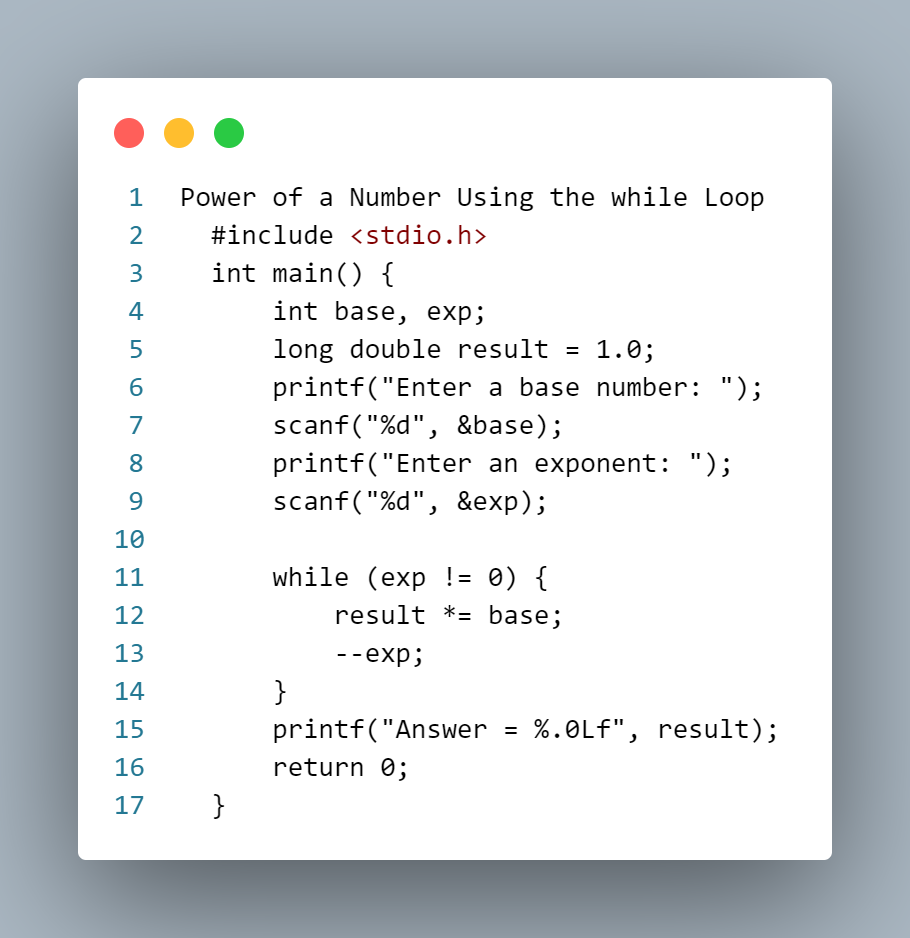 1 Power of a Number Using the while Loop
2 #include <stdio.h>
3 int main() {
4 int base, exp;
5 long double result = 1.0;
6 printf("Enter a base number: ");
7 scanf("%d", &base);
8 printf("Enter an exponent: ");
9 scanf("%d", &exp);
10
11 while (exp != 0) {
12 result *= base;
13 --exp;
14 }
15 printf("Answer = %.0Lf", result);
16 return 0;
17 }